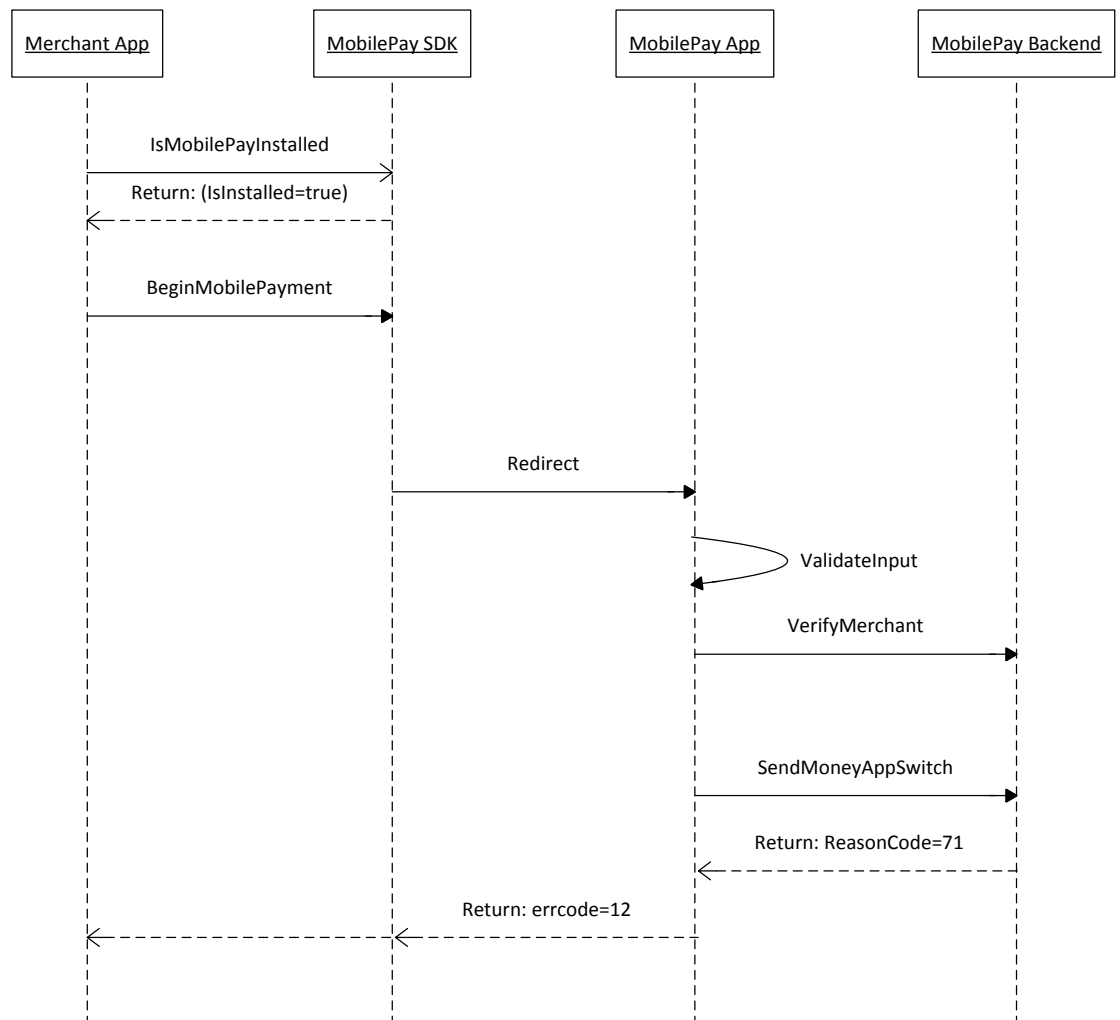 Merchant App
MobilePay SDK
MobilePay App
MobilePay Backend
IsMobilePayInstalled
Return: (IsInstalled=true)
BeginMobilePayment
Redirect
ValidateInput
VerifyMerchant
SendMoneyAppSwitch
Return: ReasonCode=71
Return: errcode=12